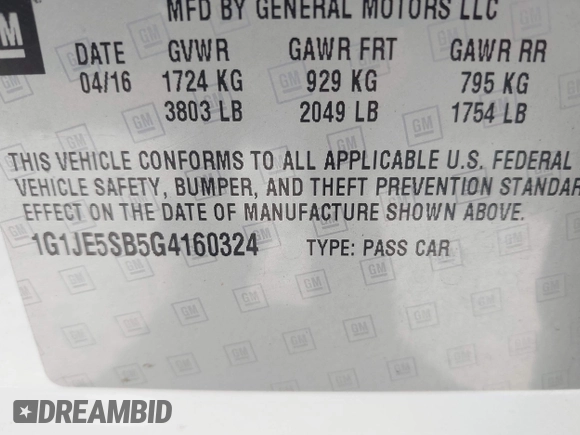 GM
MFD BY GENERAL MOTORS LLC
DATE GVWR GAWR FRT GAWR RR
04/16 1724 KG 929 KG 795 KG
3803 LB 2049 LB 1754 LB
THIS VEHICLE CONFORMS TO ALL APPLICABLE U.S. FEDERAL
VEHICLE SAFETY, BUMPER, AND THEFT PREVENTION STANDAR
EFFECT ON THE DATE OF MANUFACTURE SHOWN ABOVE.
1G1JE5SB5G4160324 TYPE: PASS CAR
DREAMBID